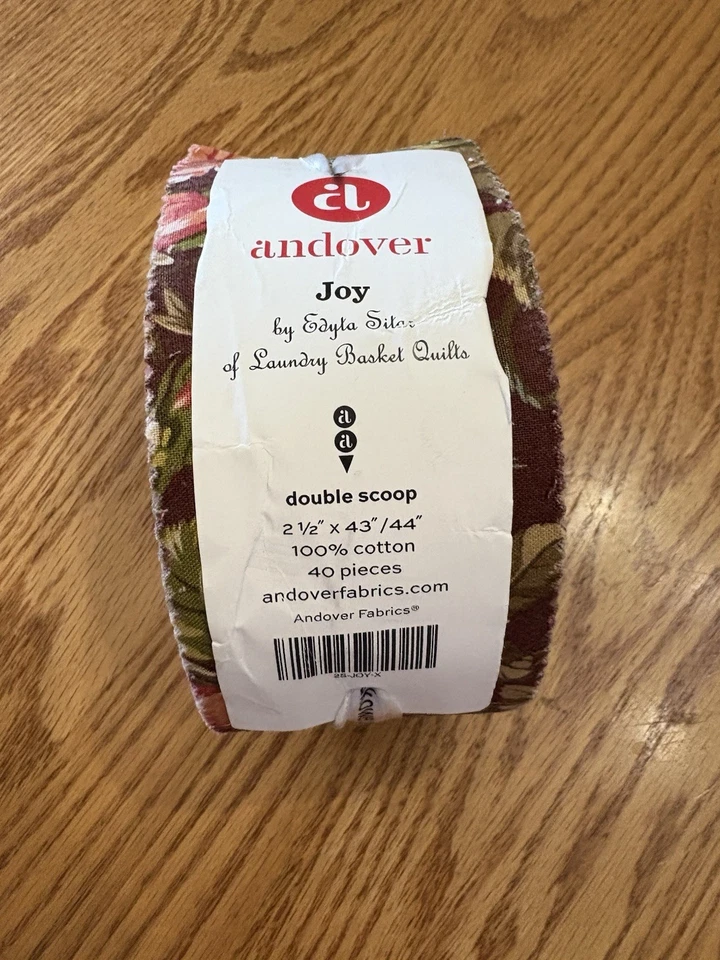 a
andover
Joy
by Edyta Sitar
of Laundry Basket Quilts
a
a
double scoop
2 ½" x 43"/44"
100% cotton
40 pieces
andoverfabrics.com
Andover Fabrics®
2S-JOY-X